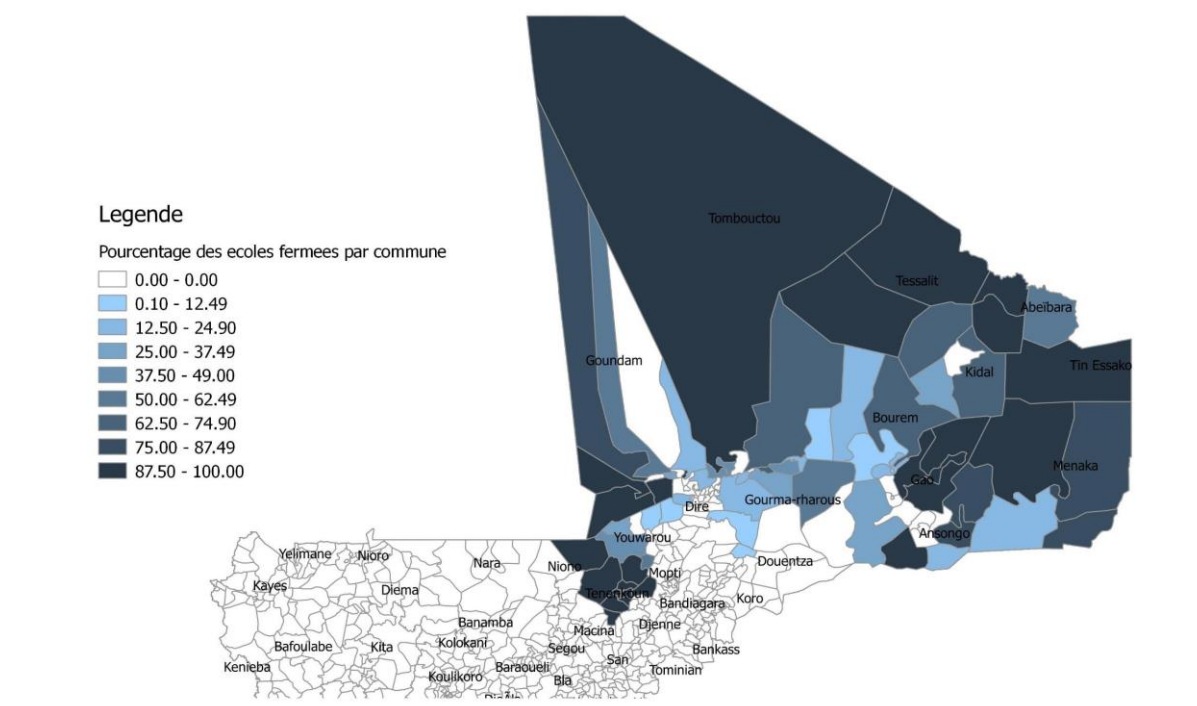 Tombouctou
Legende
Pourcentage des ecoles fermees par commune
0.00 - 0.00
0.10 - 12.49
12.50 - 24.90
25.00 - 37.49
37.50 - 49.00
50.00 - 62.49
62.50 - 74.90
75.00 - 87.49
87.50 - 100.00
Tessalit
Abeïbara
Goundam
Tin Essako
Kidal
Bourem
Menaka
Gao
Gourma-rharous
Dire
Ansongo
Youwarou
Yelimane
Nioro
Nara
Niono
Douentza
Mopti
Kayes
Diema
Tenenkoun
Koro
Bandiagara
Banamba
Djenne
Macina
Kolokani
Bafoulabe
Kita
Segou
Bankass
San
Kenieba
Baraoueli
Tominian
Koulikoro
Bla